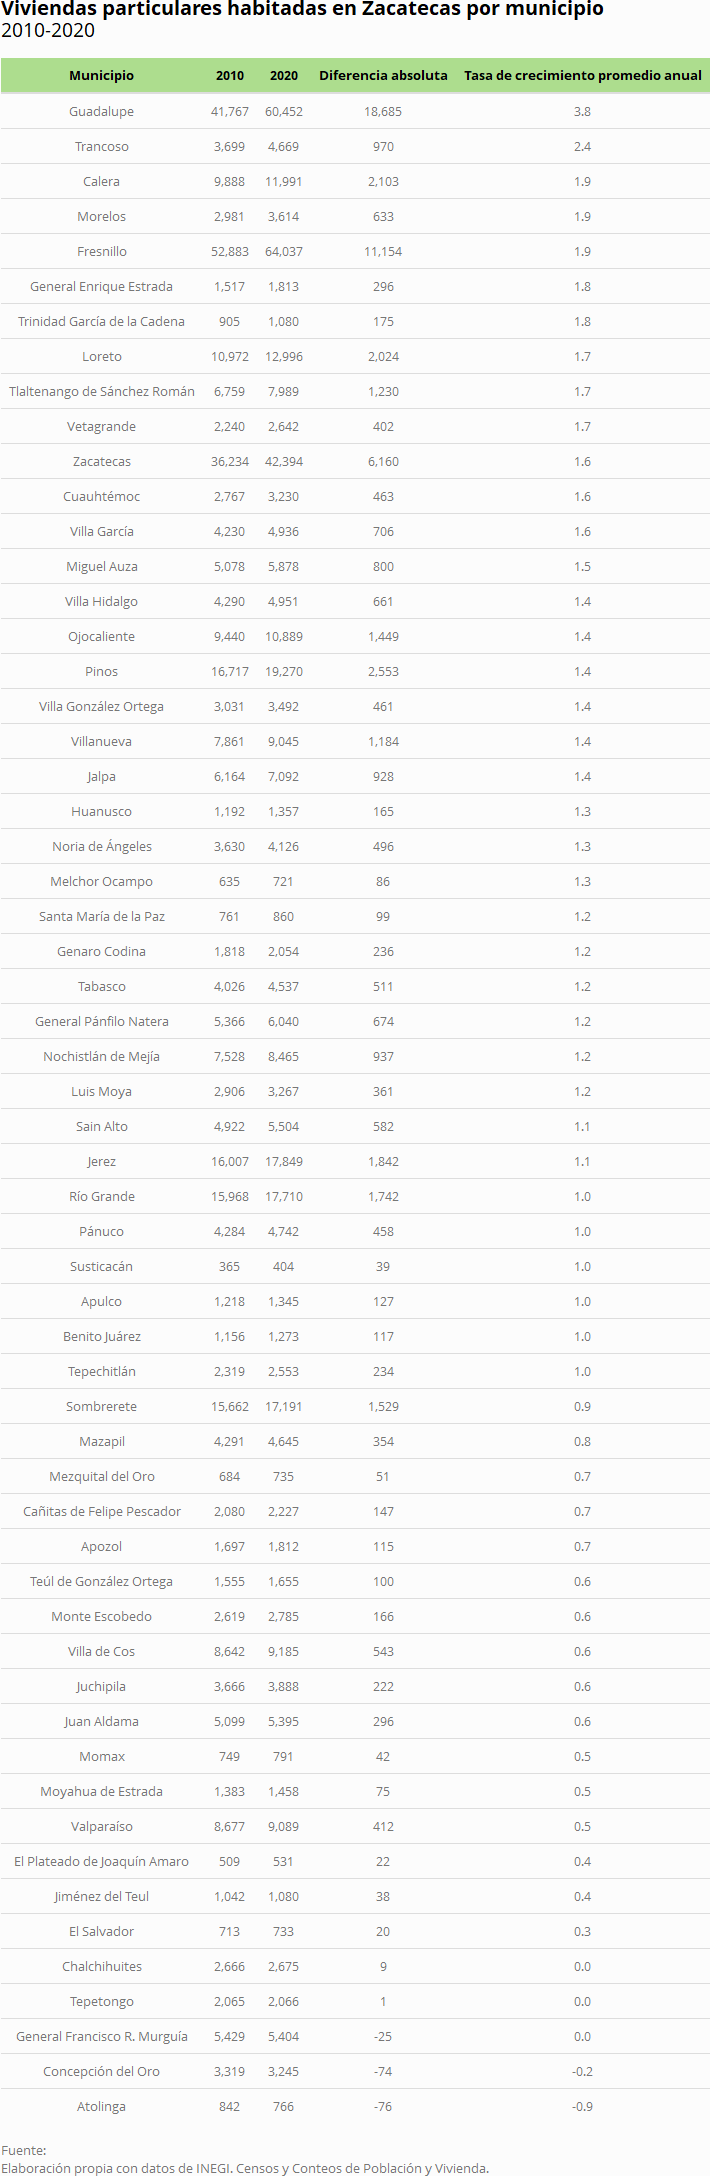 Viviendas particulares habitadas en Zacatecas por municipio
2010-2020
Municipio 2010 2020 Diferencia absoluta Tasa de crecimiento promedio anual
Guadalupe 41,767 60,452 18,685 3.8
Trancoso 3,699 4,669 970 2.4
Calera 9,888 11,991 2,103 1.9
Morelos 2,981 3,614 633 1.9
Fresnillo 52,883 64,037 11,154 1.9
General Enrique Estrada 1,517 1,813 296 1.8
Trinidad García de la Cadena 905 1,080 175 1.8
Loreto 10,972 12,996 2,024 1.7
Tlaltenango de Sánchez Román 6,759 7,989 1,230 1.7
Vetagrande 2,240 2,642 402 1.7
Zacatecas 36,234 42,394 6,160 1.6
Cuauhtémoc 2,767 3,230 463 1.6
Villa García 4,230 4,936 706 1.6
Miguel Auza 5,078 5,878 800 1.5
Villa Hidalgo 4,290 4,951 661 1.4
Ojocaliente 9,440 10,889 1,449 1.4
Pinos 16,717 19,270 2,553 1.4
Villa González Ortega 3,031 3,492 461 1.4
Villanueva 7,861 9,045 1,184 1.4
Jalpa 6,164 7,092 928 1.4
Huanusco 1,192 1,357 165 1.3
Noria de Ángeles 3,630 4,126 496 1.3
Melchor Ocampo 635 721 86 1.3
Santa María de la Paz 761 860 99 1.2
Genaro Codina 1,818 2,054 236 1.2
Tabasco 4,026 4,537 511 1.2
General Pánfilo Natera 5,366 6,040 674 1.2
Nochistlán de Mejía 7,528 8,465 937 1.2
Luis Moya 2,906 3,267 361 1.2
Sain Alto 4,922 5,504 582 1.1
Jerez 16,007 17,849 1,842 1.1
Río Grande 15,968 17,710 1,742 1.0
Pánuco 4,284 4,742 458 1.0
Susticacán 365 404 39 1.0
Apulco 1,218 1,345 127 1.0
Benito Juárez 1,156 1,273 117 1.0
Tepechitlán 2,319 2,553 234 1.0
Sombrerete 15,662 17,191 1,529 0.9
Mazapil 4,291 4,645 354 0.8
Mezquital del Oro 684 735 51 0.7
Cañitas de Felipe Pescador 2,080 2,227 147 0.7
Apozol 1,697 1,812 115 0.7
Teúl de González Ortega 1,555 1,655 100 0.6
Monte Escobedo 2,619 2,785 166 0.6
Villa de Cos 8,642 9,185 543 0.6
Juchipila 3,666 3,888 222 0.6
Juan Aldama 5,099 5,395 296 0.6
Momax 749 791 42 0.5
Moyahua de Estrada 1,383 1,458 75 0.5
Valparaíso 8,677 9,089 412 0.5
El Plateado de Joaquín Amaro 509 531 22 0.4
Jiménez del Teul 1,042 1,080 38 0.4
El Salvador 713 733 20 0.3
Chalchihuites 2,666 2,675 9 0.0
Tepetongo 2,065 2,066 1 0.0
General Francisco R. Murguía 5,429 5,404 -25 0.0
Concepción del Oro 3,319 3,245 -74 -0.2
Atolinga 842 766 -76 -0.9
Fuente:
Elaboración propia con datos de INEGI. Censos y Conteos de Población y Vivienda.